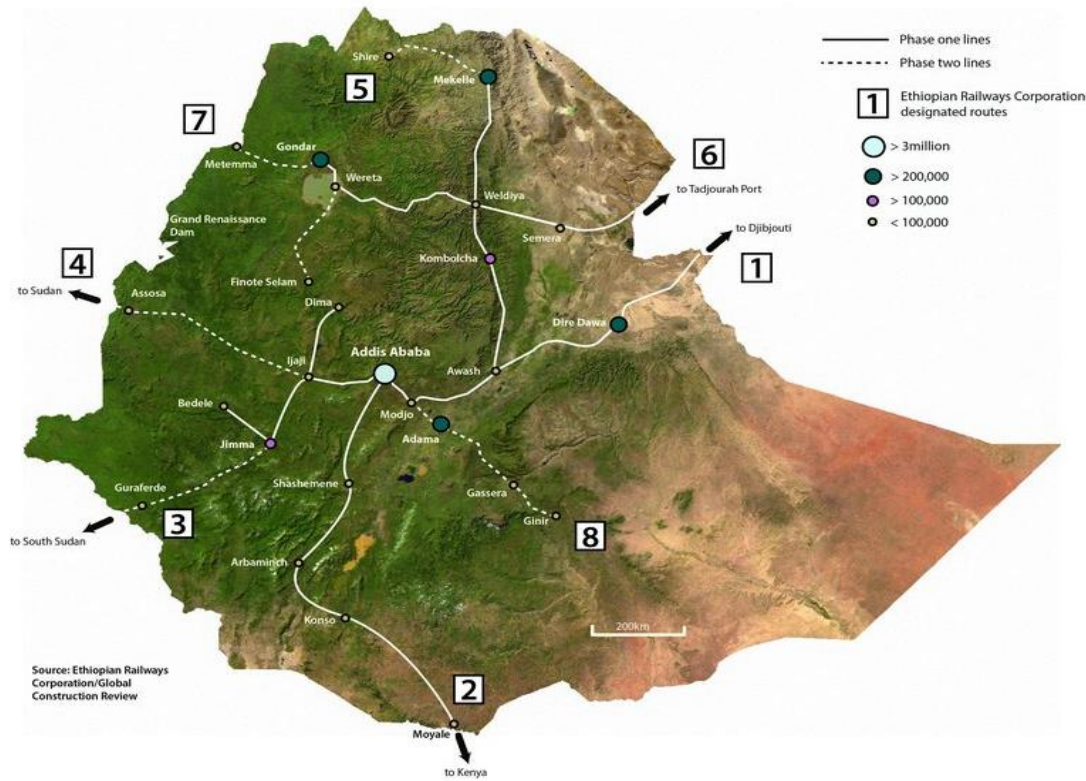 Phase one lines
Phase two lines
1
Ethiopian Railways Corporation
designated routes
> 3million
> 200,000
> 100,000
< 100,000
Shire
Mekelle
5
7
Metemma
Gondar
Wereta
Weldiya
6
to Tadjourah Port
Semera
Grand Renaissance
Dam
to Djibjouti
1
Kombolcha
4
to Sudan
Assosa
Finote Selam
Dima
Dire Dawa
Addis Ababa
Ijaji
Awash
Modjo
Bedele
Adama
Jimma
Shashemene
Gassera
Guraferde
3
to South Sudan
Ginir
8
Arbaminch
Konso
200km
Source: Ethiopian Railways
Corporation/Global
Construction Review
2
Moyale
to Kenya